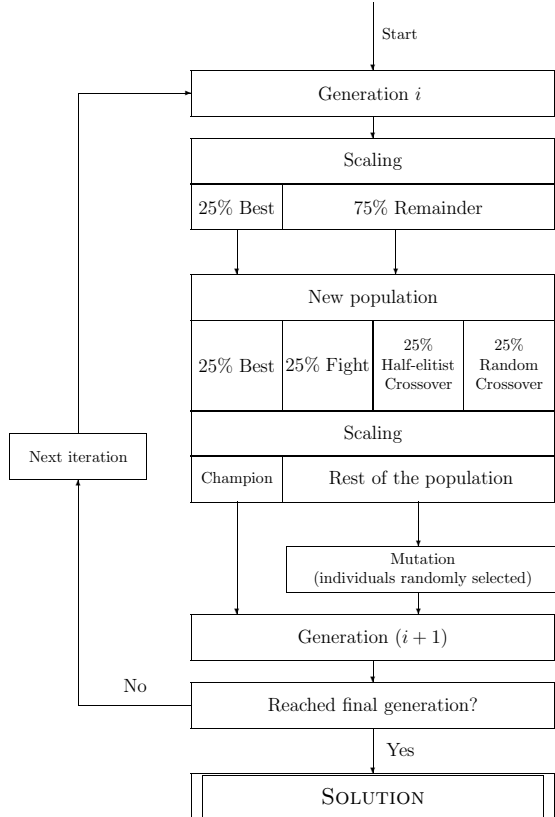 Start
Generation i
Scaling
25% Best
75% Remainder
New population
25% Best
25% Fight
25%
Half-elitist
Crossover
25%
Random
Crossover
Scaling
Next iteration
Champion
Rest of the population
Mutation
(individuals randomly selected)
Generation (i + 1)
No
Reached final generation?
Yes
SOLUTION